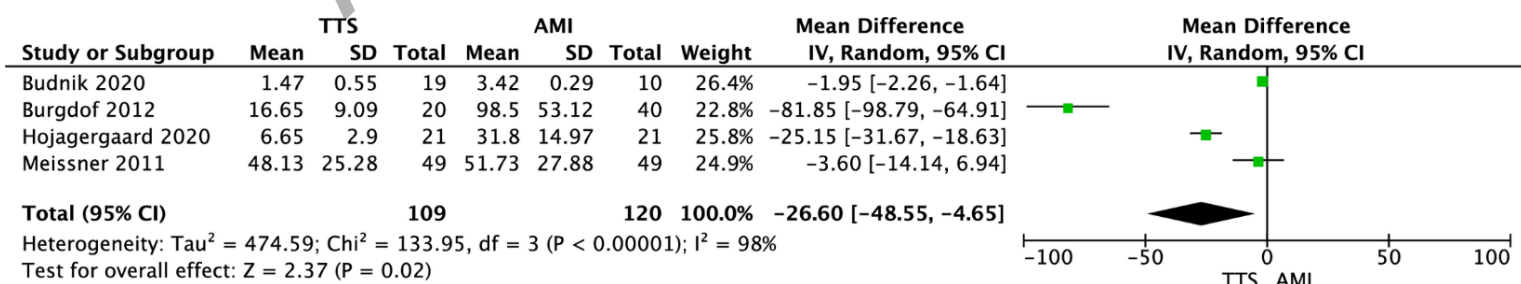 TTS AMI Mean Difference Mean Difference
Study or Subgroup Mean SD Total Mean SD Total Weight IV, Random, 95% CI IV, Random, 95% CI
Budnik 2020 1.47 0.55 19 3.42 0.29 10 26.4% −1.95 [−2.26, −1.64]
Burgdof 2012 16.65 9.09 20 98.5 53.12 40 22.8% −81.85 [−98.79, −64.91]
Hojagergaard 2020 6.65 2.9 21 31.8 14.97 21 25.8% −25.15 [−31.67, −18.63]
Meissner 2011 48.13 25.28 49 51.73 27.88 49 24.9% −3.60 [−14.14, 6.94]
Total (95% CI) 109 120 100.0% −26.60 [−48.55, −4.65]
Heterogeneity: Tau² = 474.59; Chi² = 133.95, df = 3 (P < 0.00001); I² = 98%
Test for overall effect: Z = 2.37 (P = 0.02)
−100 −50 0 50 100
TTS AMI